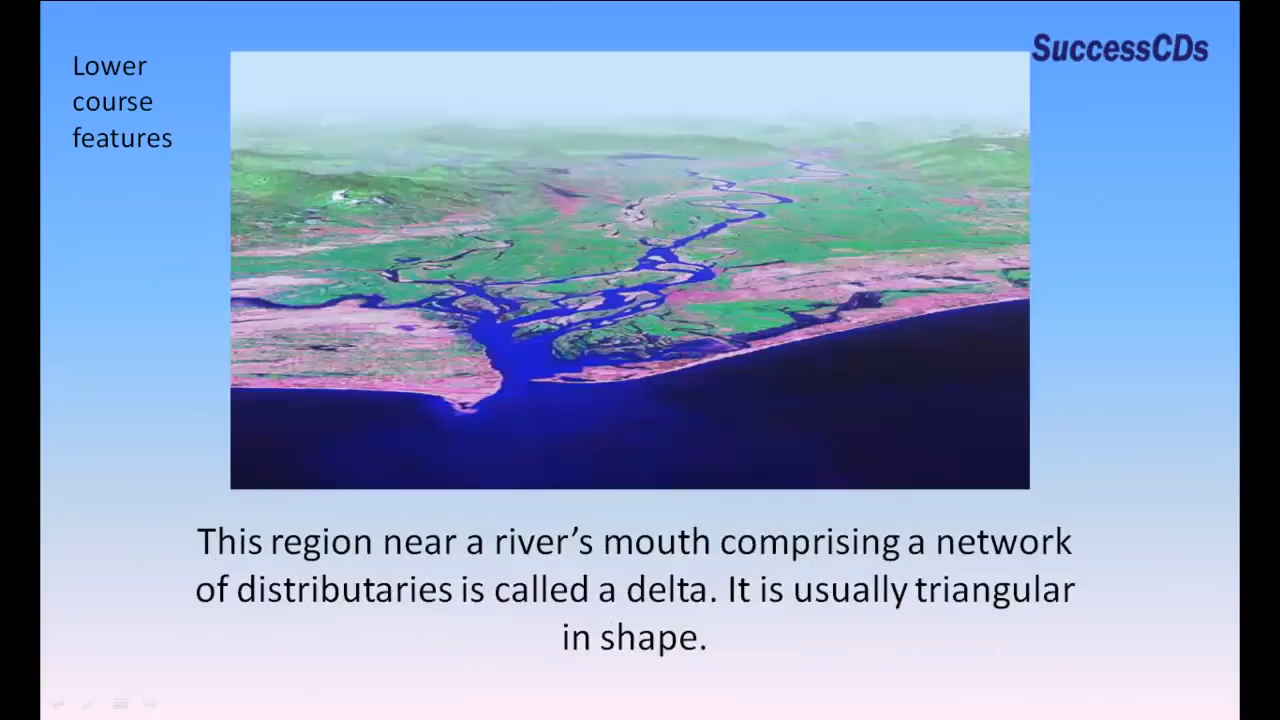 SuccessCDs
Lower
course
features
This region near a river’s mouth comprising a network
of distributaries is called a delta. It is usually triangular
in shape.